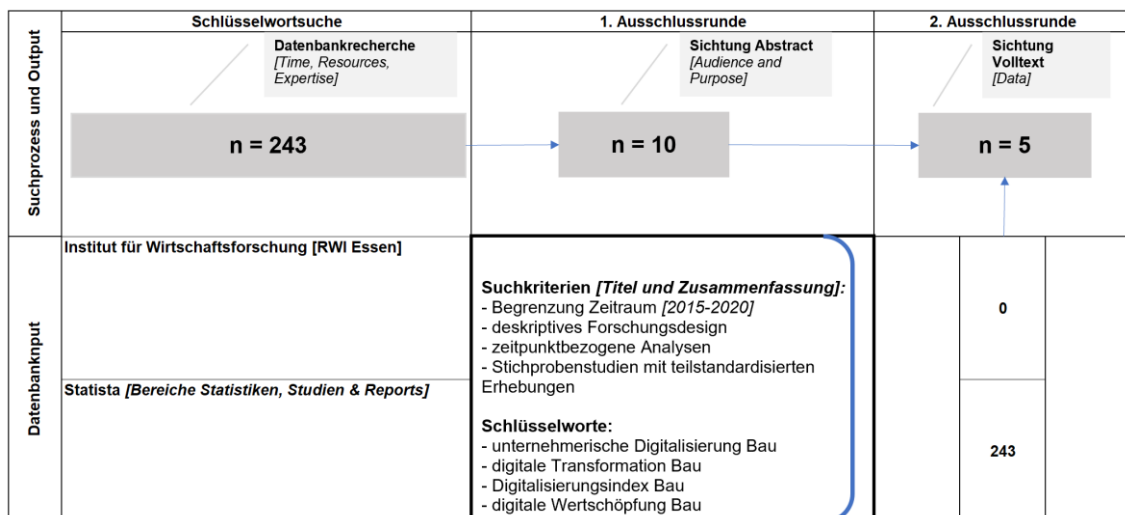 Suchprozess und Output
Schlüsselwortsuche
1. Ausschlussrunde
2. Ausschlussrunde
Datenbankrecherche
[Time, Resources,
Expertise]
Sichtung Abstract
[Audience and
Purpose]
Sichtung
Volltext
[Data]
n = 243
n = 10
n = 5
Datenbanknput
Institut für Wirtschaftsforschung [RWI Essen]
Statista [Bereiche Statistiken, Studien & Reports]
Suchkriterien [Titel und Zusammenfassung]:
- Begrenzung Zeitraum [2015-2020]
- deskriptives Forschungsdesign
- zeitpunktbezogene Analysen
- Stichprobenstudien mit teilstandardisierten
Erhebungen
Schlüsselworte:
- unternehmerische Digitalisierung Bau
- digitale Transformation Bau
- Digitalisierungsindex Bau
- digitale Wertschöpfung Bau
0
243